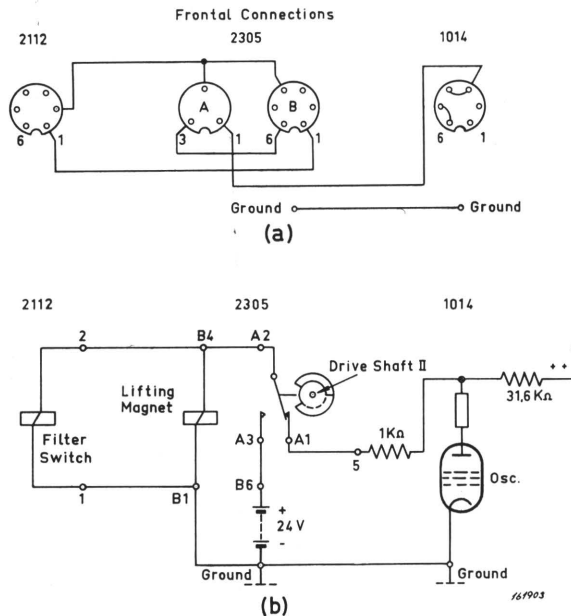 Frontal Connections
2112 2305 1014
A B
6 1 3 1 6 1 6 1
Ground Ground
(a)
2112 2305 1014
2 B4 A2
Drive Shaft II
Lifting
Magnet
31,6 KΩ
++
Filter
Switch
A3 A1
1KΩ
5
Osc.
1 B1 B6
+
24 V
-
Ground Ground
(b)
161903